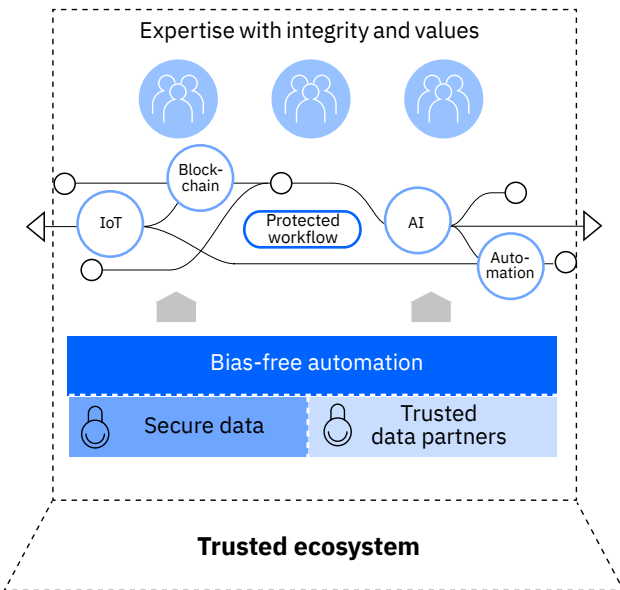 Expertise with integrity and values
Block-
chain
IoT
Protected
workflow
AI
Auto-
mation
Bias-free automation
Secure data
Trusted
data partners
Trusted ecosystem